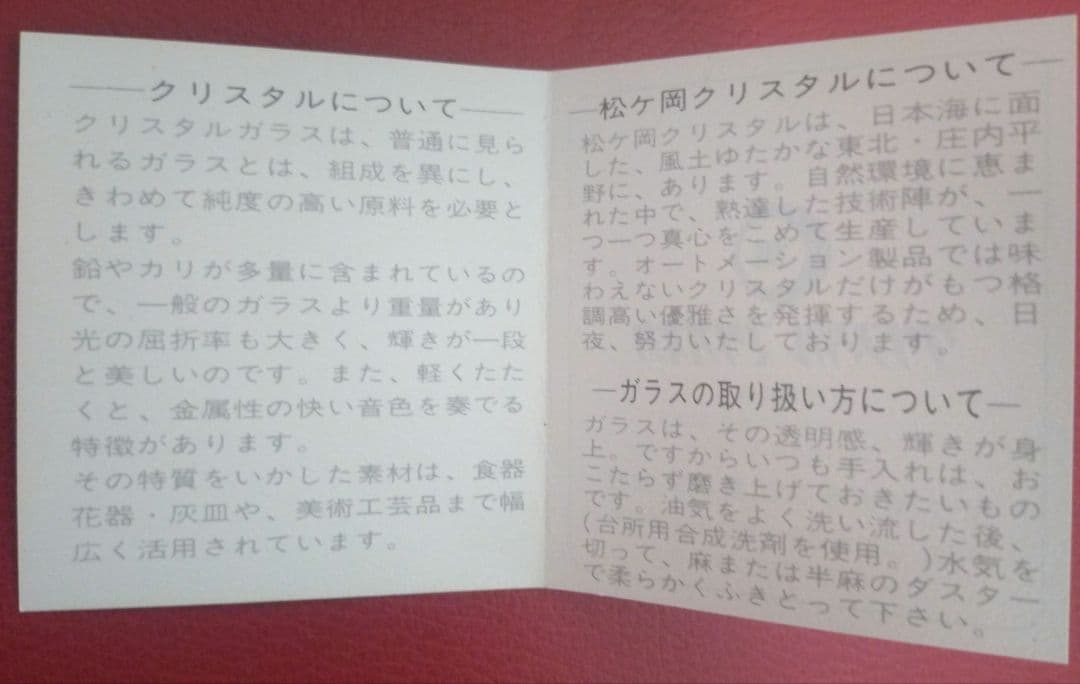 クリスタルについて
クリスタルガラスは、普通に見ら
れるガラスとは、組成を異にし、
きわめて純度の高い原料を必要と
します。
鉛やカリが多量に含まれているの
で、一般のガラスより重量があり
光の屈折率も大きく、輝きが一段
と美しいのです。また、軽くたた
くと、金属性の快い音色を奏でる
特徴があります。
その特質をいかした素材は、食器
花器・灰皿や、美術工芸品まで幅
広く活用されています。
松ケ岡クリスタルについて
松ケ岡クリスタルは、日本海に面
した、風土ゆたかな東北・庄内平
野に、あります。自然環境に恵ま
れた中で、熟達した技術陣が、一
つ一つ真心をこめて生産していま
す。オートメーション製品では味
わえないクリスタルだけがもつ格
調高い優雅さを発揮するため、日
夜、努力いたしております。
ガラスの取り扱い方について
ガラスは、その透明感、輝きが身
上。ですからいつも手入れは、お
こたらず磨き上げておきたいもの
です。油気をよく洗い流した後、
(台所用合成洗剤を使用。)水気を
切って、麻または半麻のダスター
で柔らかくふきとって下さい。